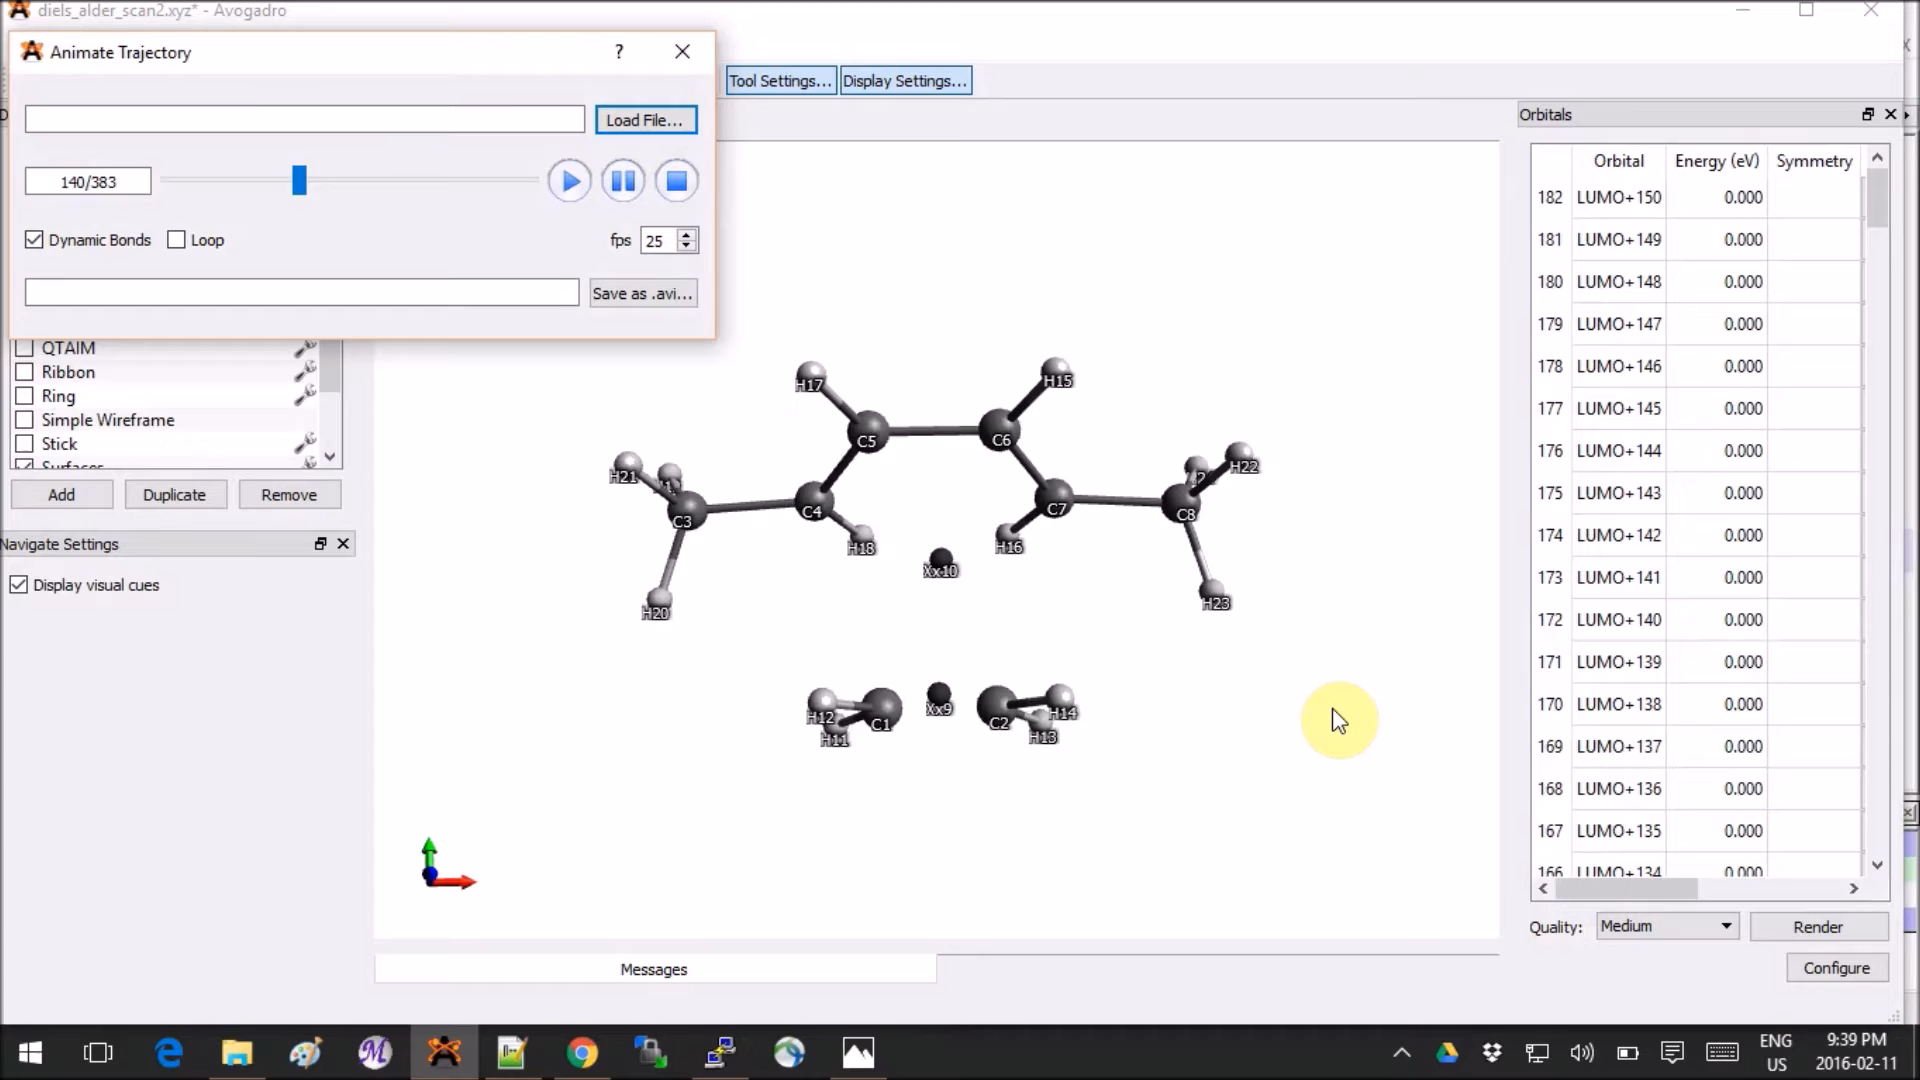 diels_alder_scan2.xyz* - Avogadro
Animate Trajectory
?
Tool Settings...
Display Settings...
Load File...
140/383
Dynamic Bonds
Loop
fps
25
Save as .avi...
QTAIM
Ribbon
Ring
Simple Wireframe
Stick
Surfaces
Add
Duplicate
Remove
Navigate Settings
Display visual cues
H17
H15
C5
C6
H21
H22
C3
C4
C7
C8
H18
H16
Xx10
H20
H23
H12
C1
Xx9
C2
H14
H11
H13
Messages
Orbitals
Orbital Energy (eV) Symmetry
182 LUMO+150 0.000
181 LUMO+149 0.000
180 LUMO+148 0.000
179 LUMO+147 0.000
178 LUMO+146 0.000
177 LUMO+145 0.000
176 LUMO+144 0.000
175 LUMO+143 0.000
174 LUMO+142 0.000
173 LUMO+141 0.000
172 LUMO+140 0.000
171 LUMO+139 0.000
170 LUMO+138 0.000
169 LUMO+137 0.000
168 LUMO+136 0.000
167 LUMO+135 0.000
166 LUMO+134 0.000
Quality: Medium
Render
Configure
ENG
US
9:39 PM
2016-02-11